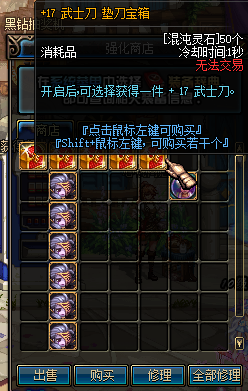 +17 武士刀 垫刀宝箱
黑钻
强化商店
[混沌灵石]50个
消耗品
冷却时间:1秒
无法交易
开启后:可选择获得一件 + 17 武士刀。
商店
『点击鼠标左键可购买』
『Shift+鼠标左键, 可购买若干个』
出售
购买
修理
全部修理